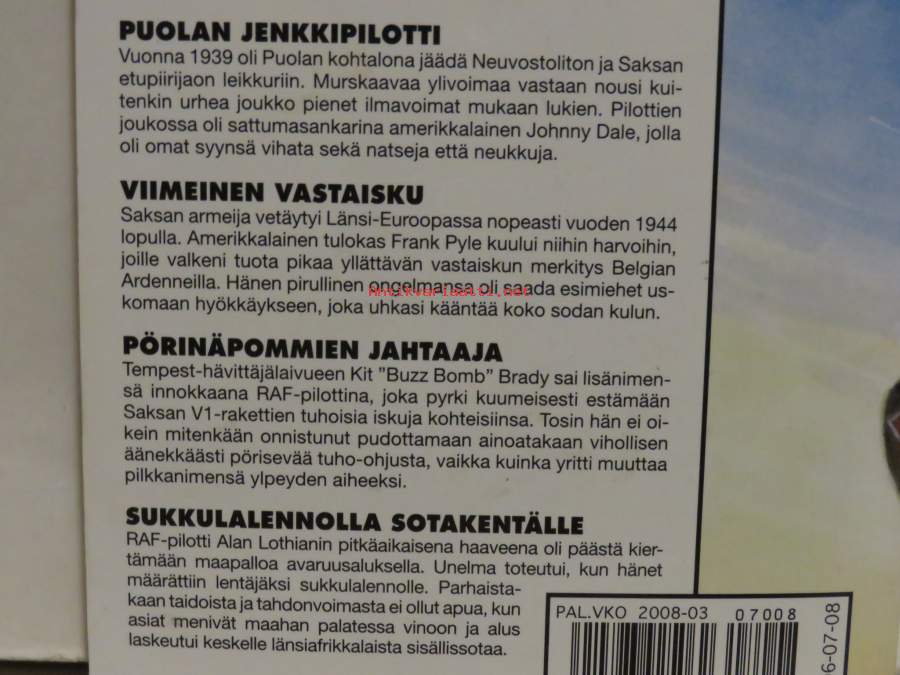 PUOLAN JENKKIPILOTTI
Vuonna 1939 oli Puolan kohtalona jäädä Neuvostoliton ja Saksan
etupiirijaon leikkuriin. Murskaavaa ylivoimaa vastaan nousi kui-
tenkin urhea joukko pienet ilmavoimat mukaan lukien. Pilottien
joukossa oli sattumasankarina amerikkalainen Johnny Dale, jolla
oli omat syynsä vihata sekä natseja että neukkuja.
VIIMEINEN VASTAISKU
Saksan armeija vetäytyi Länsi-Euroopassa nopeasti vuoden 1944
lopulla. Amerikkalainen tulokas Frank Pyle kuului niihin harvoihin,
joille valkeni tuota pikaa yllättävän vastaiskun merkitys Belgian
Ardenneilla. Hänen pirullinen ongelmansa oli saada esimiehet us-
komaan hyökkäykseen, joka uhkasi kääntää koko sodan kulun.
Antikvariaatti.net
PÖRINÄPOMMIEN JAHTAAJA
Tempest-hävittäjälaivueen Kit "Buzz Bomb" Brady sai lisänimen-
sä innokkaana RAF-pilottina, joka pyrki kuumeisesti estämään
Saksan V1-rakettien tuhoisia iskuja kohteisiinsa. Tosin hän ei oi-
kein mitenkään onnistunut pudottamaan ainoatakaan vihollisen
äänekkäästi pörisevää tuho-ohjusta, vaikka kuinka yritti muuttaa
pilkkanimensä ylpeyden aiheeksi.
SUKKULALENNOLLA SOTAKENTÄLLE
RAF-pilotti Alan Lothianin pitkäaikaisena haaveena oli päästä kier-
tämään maapalloa avaruusaluksella. Unelma toteutui, kun hänet
määrättiin lentäjäksi sukkulalennolle. Parhaista-
kaan taidoista ja tahdonvoimasta ei ollut apua, kun
asiat menivät maahan palatessa vinoon ja alus
laskeutui keskelle länsiafrikkalaista sisällissotaa.
PAL.VKO 2008-03 07008
6-07-08